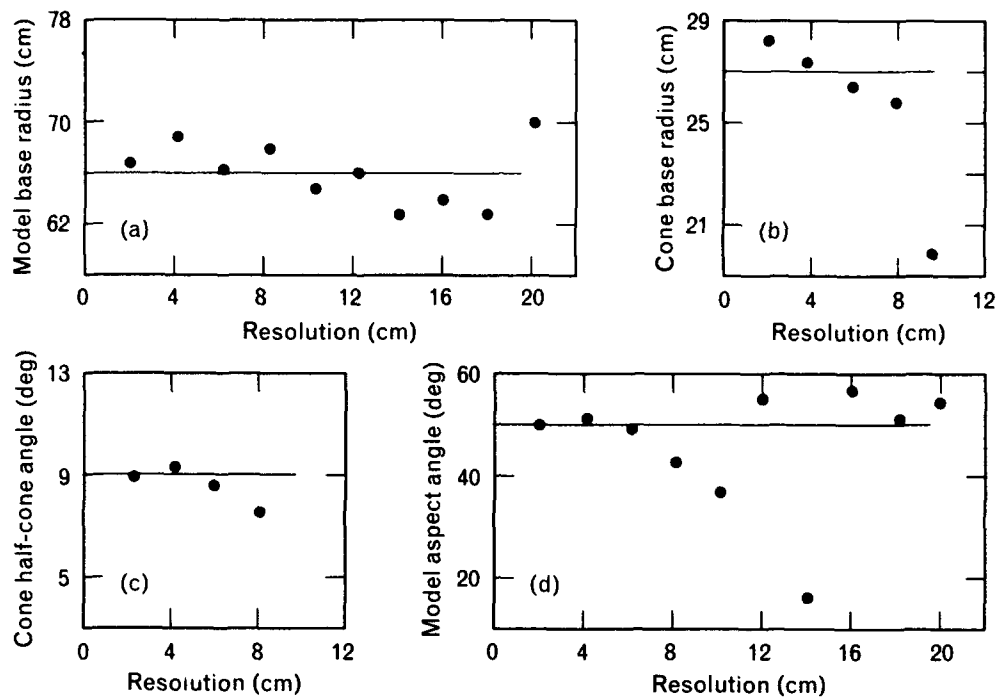 78
70
62
Model base radius (cm)
(a)
0 4 8 12 16 20
Resolution (cm)
29
25
21
Cone base radius (cm)
(b)
0 4 8 12
Resolution (cm)
13
9
5
Cone half-cone angle (deg)
(c)
0 4 8 12
Resolution (cm)
60
40
20
Model aspect angle (deg)
(d)
0 4 8 12 16 20
Resolution (cm)